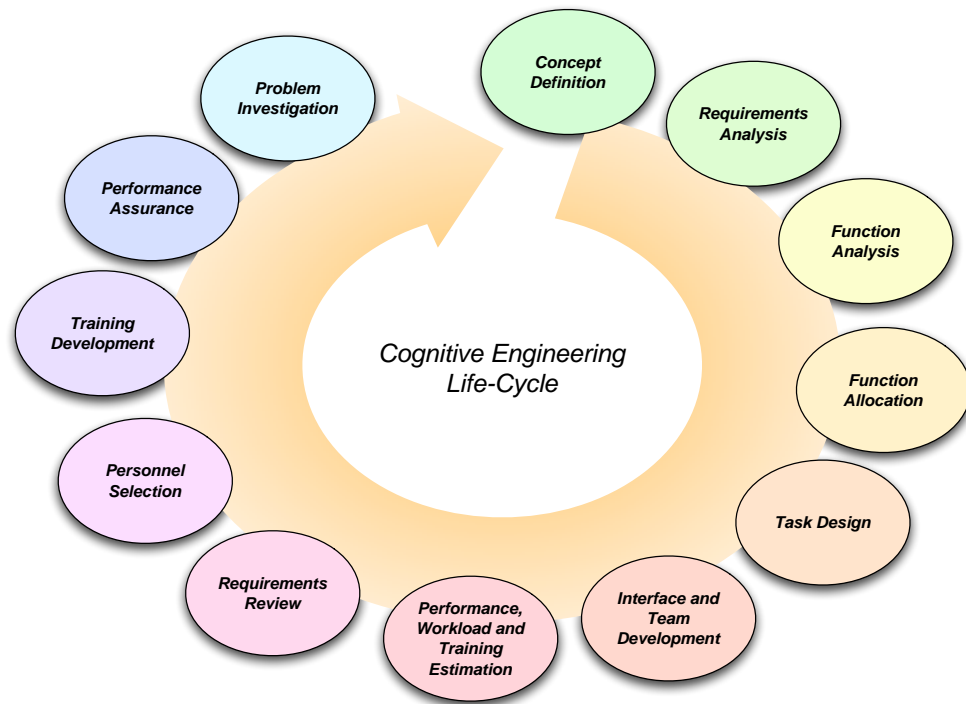 Concept
Definition
Requirements
Analysis
Function
Analysis
Function
Allocation
Task Design
Interface and
Team
Development
Performance,
Workload and
Training
Estimation
Requirements
Review
Personnel
Selection
Training
Development
Performance
Assurance
Problem
Investigation
Cognitive Engineering
Life-Cycle